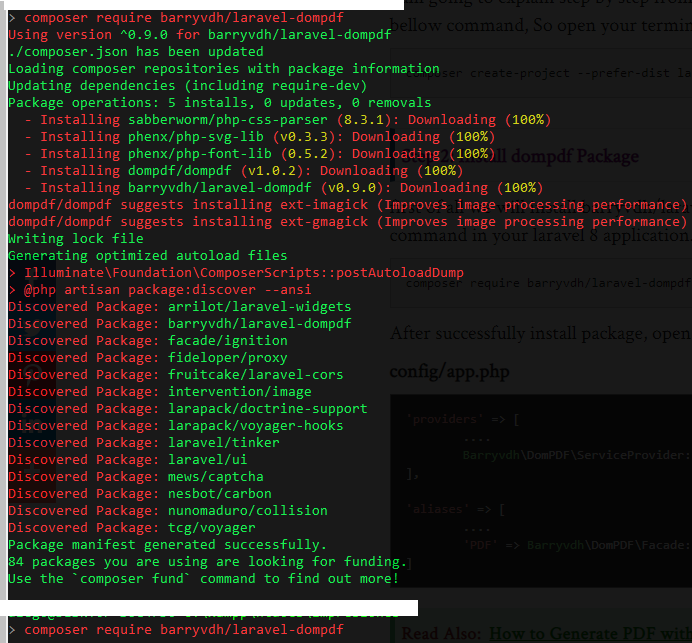 > composer require barryvdh/laravel-dompdf
Using version ^0.9.0 for barryvdh/laravel-dompdf
./composer.json has been updated
Loading composer repositories with package information
Updating dependencies (including require-dev)
Package operations: 5 installs, 0 updates, 0 removals
- Installing sabberworm/php-css-parser (8.3.1): Downloading (100%)
- Installing phenx/php-svg-lib (v0.3.3): Downloading (100%)
- Installing phenx/php-font-lib (0.5.2): Downloading (100%)
- Installing dompdf/dompdf (v1.0.2): Downloading (100%)
- Installing barryvdh/laravel-dompdf (v0.9.0): Downloading (100%)
dompdf/dompdf suggests installing ext-imagick (Improves image processing performance)
dompdf/dompdf suggests installing ext-gmagick (Improves image processing performance)
Writing lock file
Generating optimized autoload files
> Illuminate\Foundation\ComposerScripts::postAutoloadDump
> @php artisan package:discover --ansi
Discovered Package: arrilot/laravel-widgets
Discovered Package: barryvdh/laravel-dompdf
Discovered Package: facade/ignition
Discovered Package: fideloper/proxy
Discovered Package: fruitcake/laravel-cors
Discovered Package: intervention/image
Discovered Package: larapack/doctrine-support
Discovered Package: larapack/voyager-hooks
Discovered Package: laravel/tinker
Discovered Package: laravel/ui
Discovered Package: mews/captcha
Discovered Package: nesbot/carbon
Discovered Package: nunomaduro/collision
Discovered Package: tcg/voyager
Package manifest generated successfully.
84 packages you are using are looking for funding.
Use the `composer fund` command to find out more!
> composer require barryvdh/laravel-dompdf
going to explain step by step from
bellow command, So open your termin
composer create-project --prefer-dist la
dompdf Package
command in your laravel 8 application.
composer require barryvdh/laravel-dompdf
After successfully install package, open
config/app.php
'providers' => [
....
Barryvdh\DomPDF\ServiceProvider:
],
'aliases' => [
....
'PDF' => Barryvdh\DomPDF\Facade:
]
Read Also: How to Generate PDF with